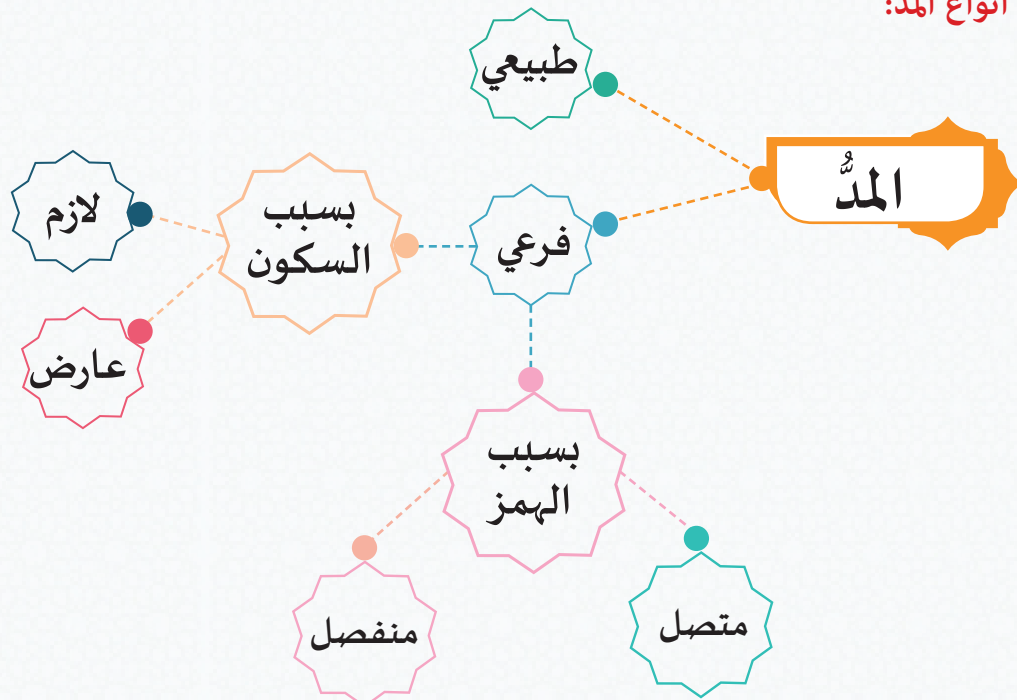 أنواع المد:
المدُّ
طبيعي
فرعي
بسبب
السكون
لازم
عارض
بسبب
الهمز
متصل
منفصل